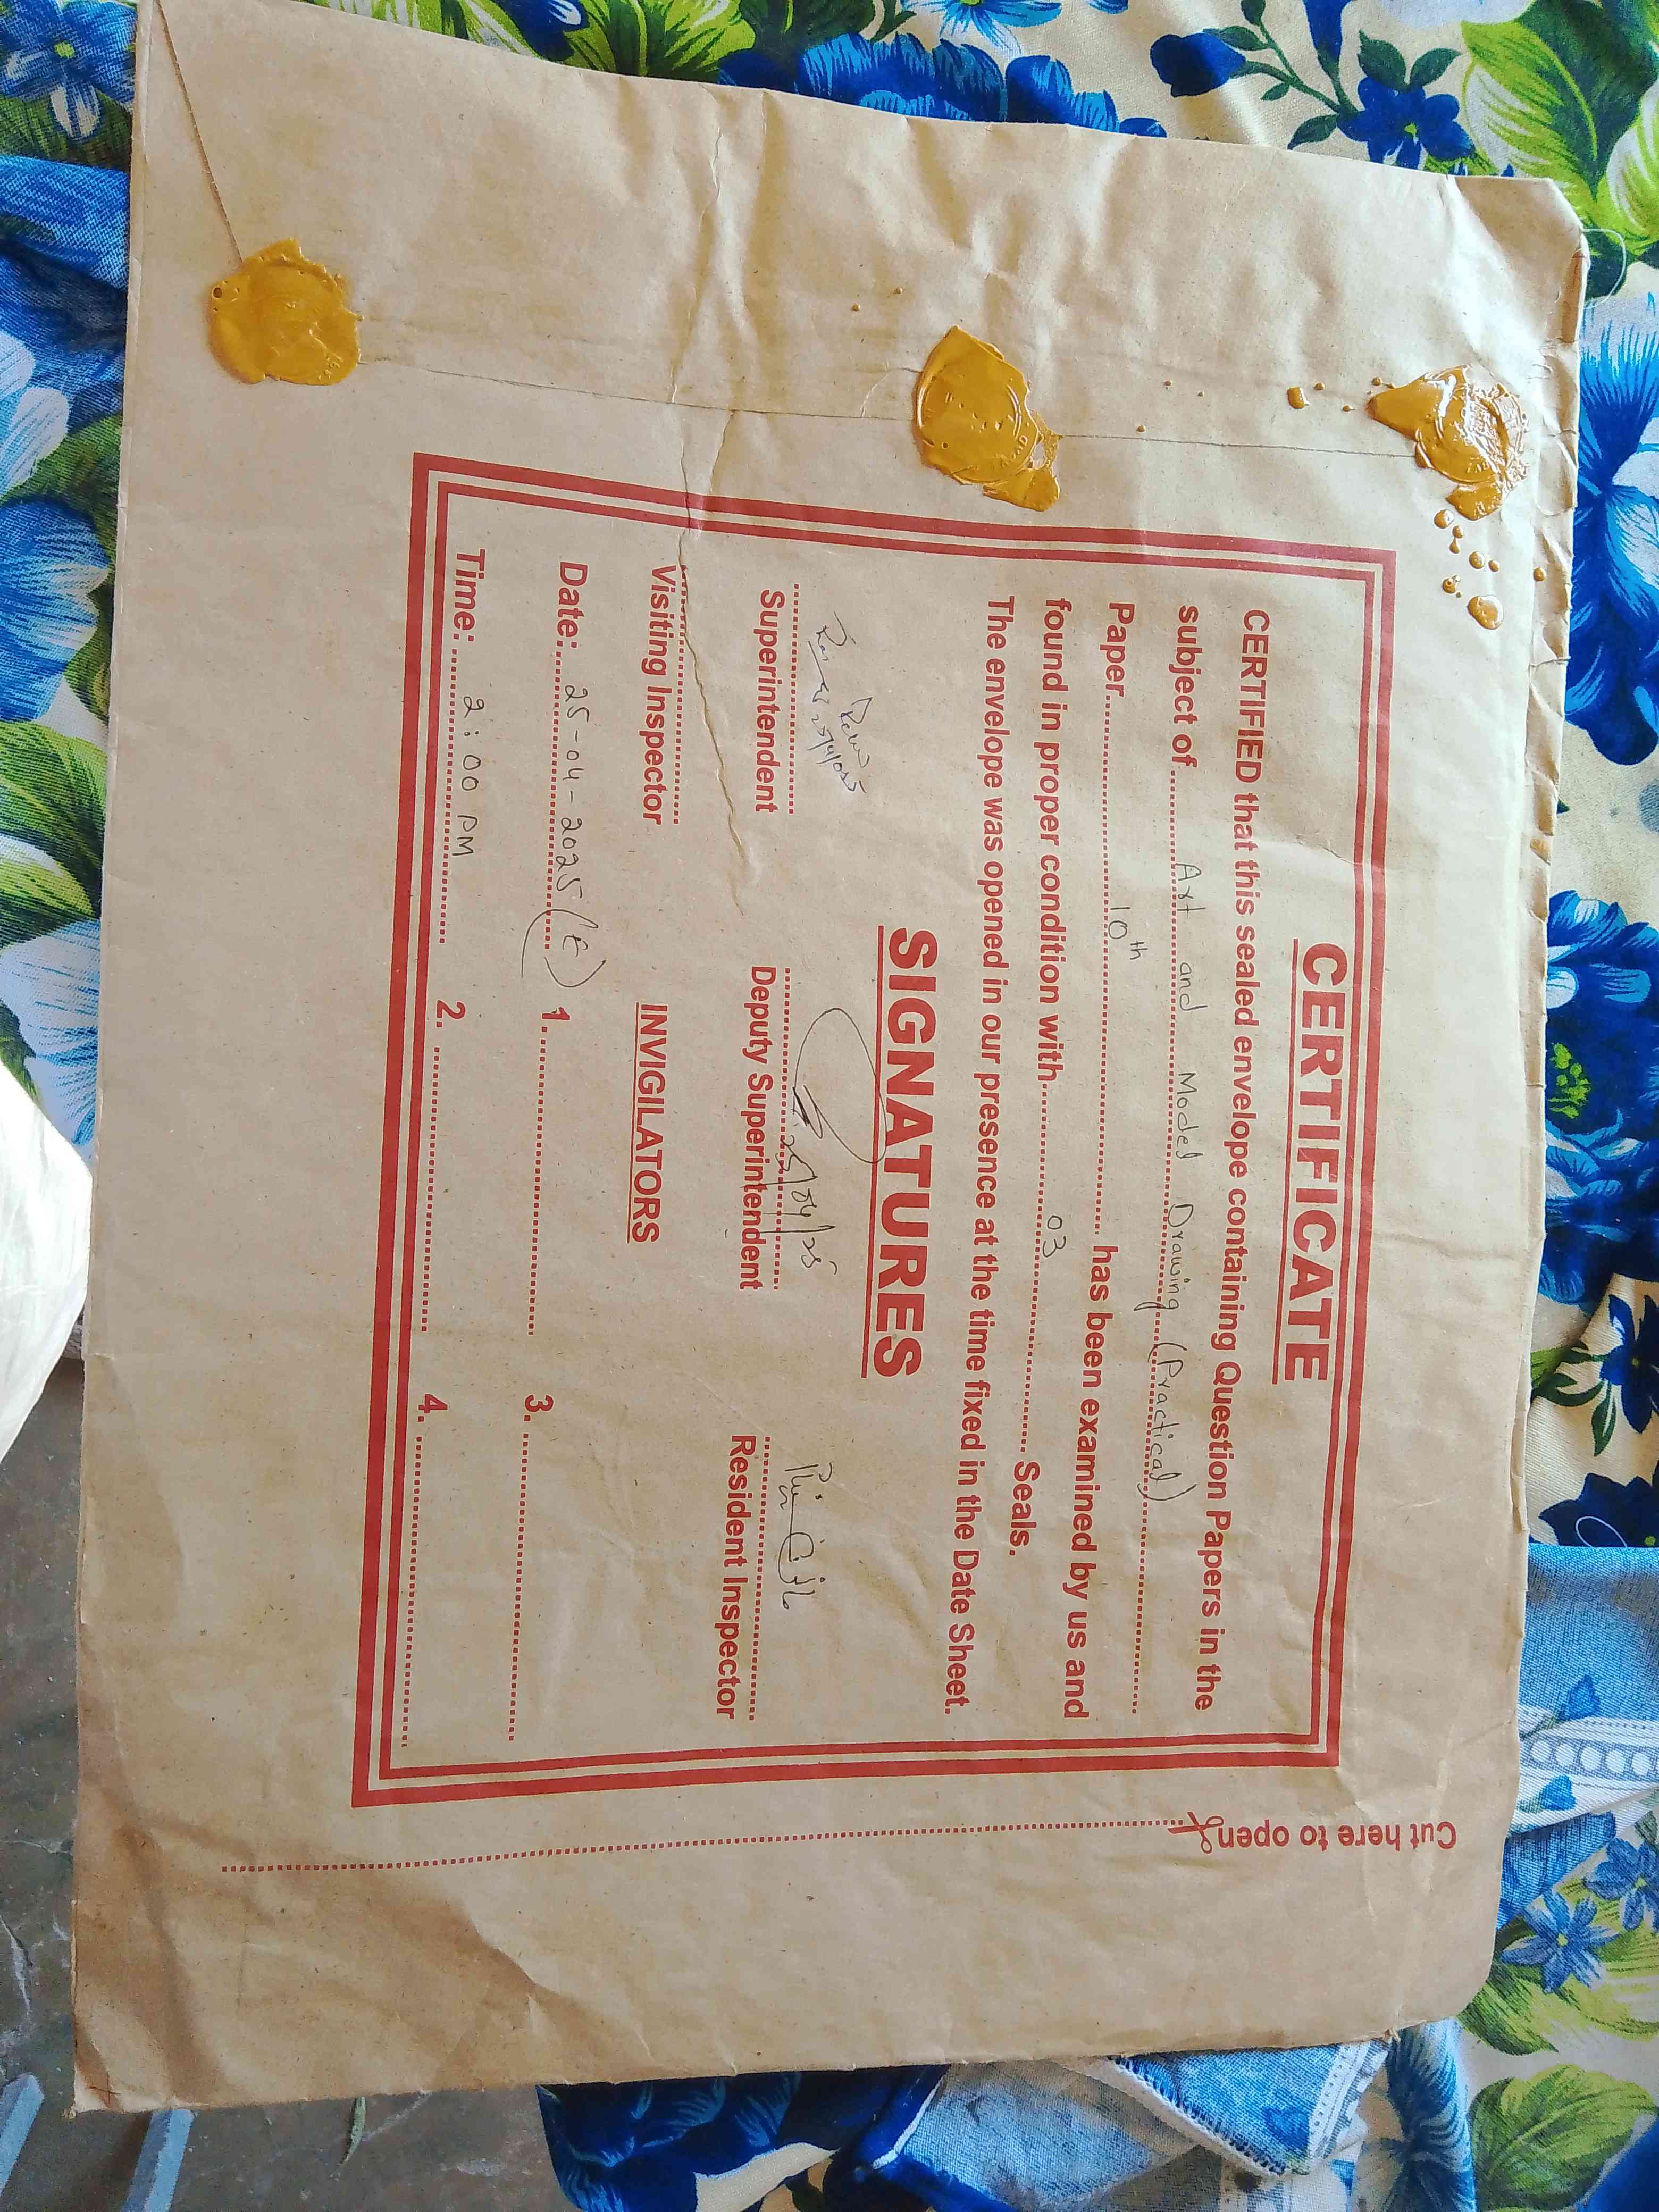 CERTIFICATE
CERTIFIED that this sealed envelope containing Question Papers in the
subject of Art and Model Drawing (Practical)
Paper 10th has been examined by us and
found in proper condition with 03 Seals.
The envelope was opened in our presence at the time fixed in the Date Sheet.
SIGNATURES
25/04/25
Superintendent Deputy Superintendent Resident Inspector
Visiting Inspector INVIGILATORS
Date: 25-04-2025 (E) 1. 3.
Time: 2:00 PM 2. 4.
Cut here to open